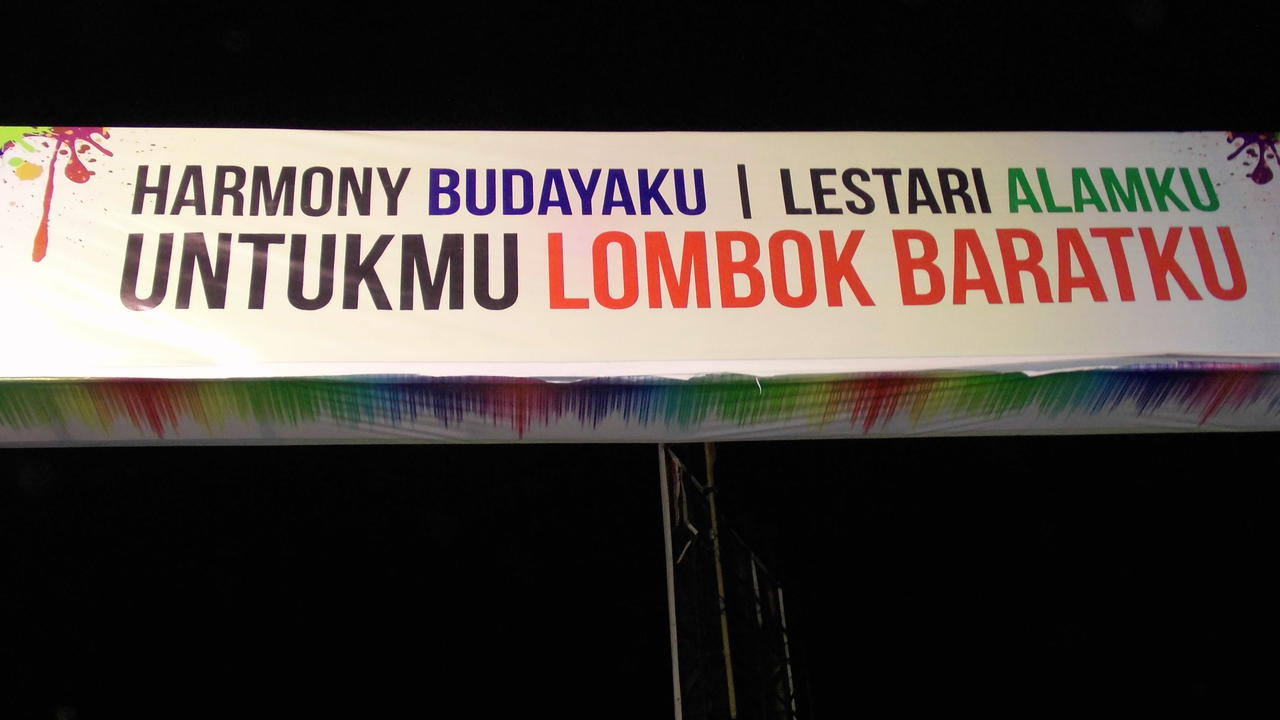 HARMONY BUDAYAKU | LESTARI ALAMKU
UNTUKMU LOMBOK BARATKU